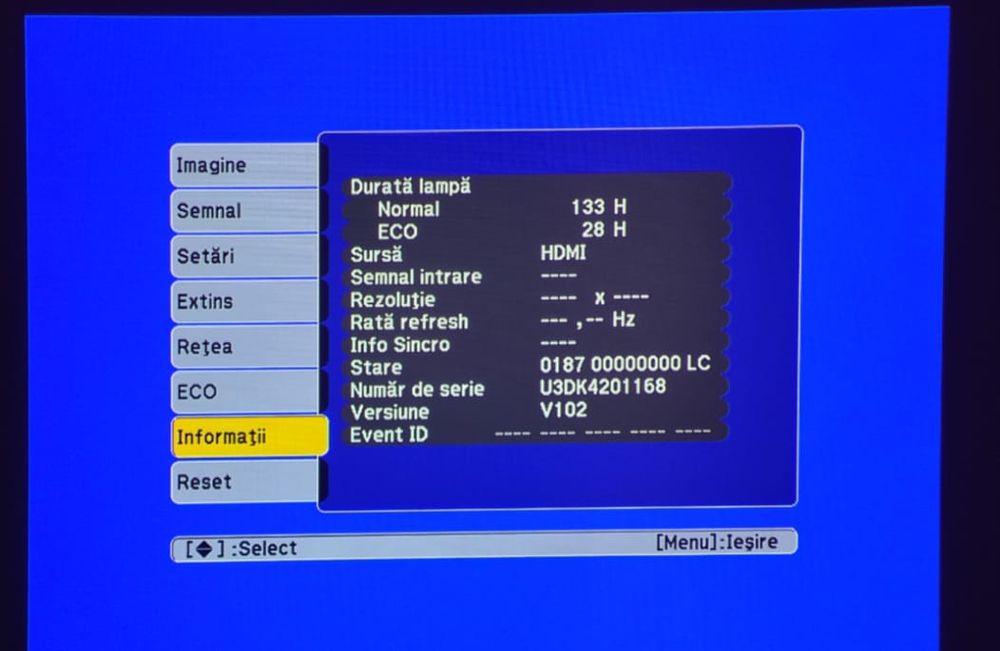 Imagine
Semnal
Setări
Extins
Reţea
ECO
Informaţii
Reset
Durată lampă
Normal 133 H
ECO 28 H
Sursă HDMI
Semnal intrare ----
Rezoluţie ---- x ----
Rată refresh --- ,-- Hz
Info Sincro ----
Stare 0187 00000000 LC
Număr de serie U3DK4201168
Versiune V102
Event ID ---- ---- ---- ---- ----
[◆] :Select [Menu]:Ieşire